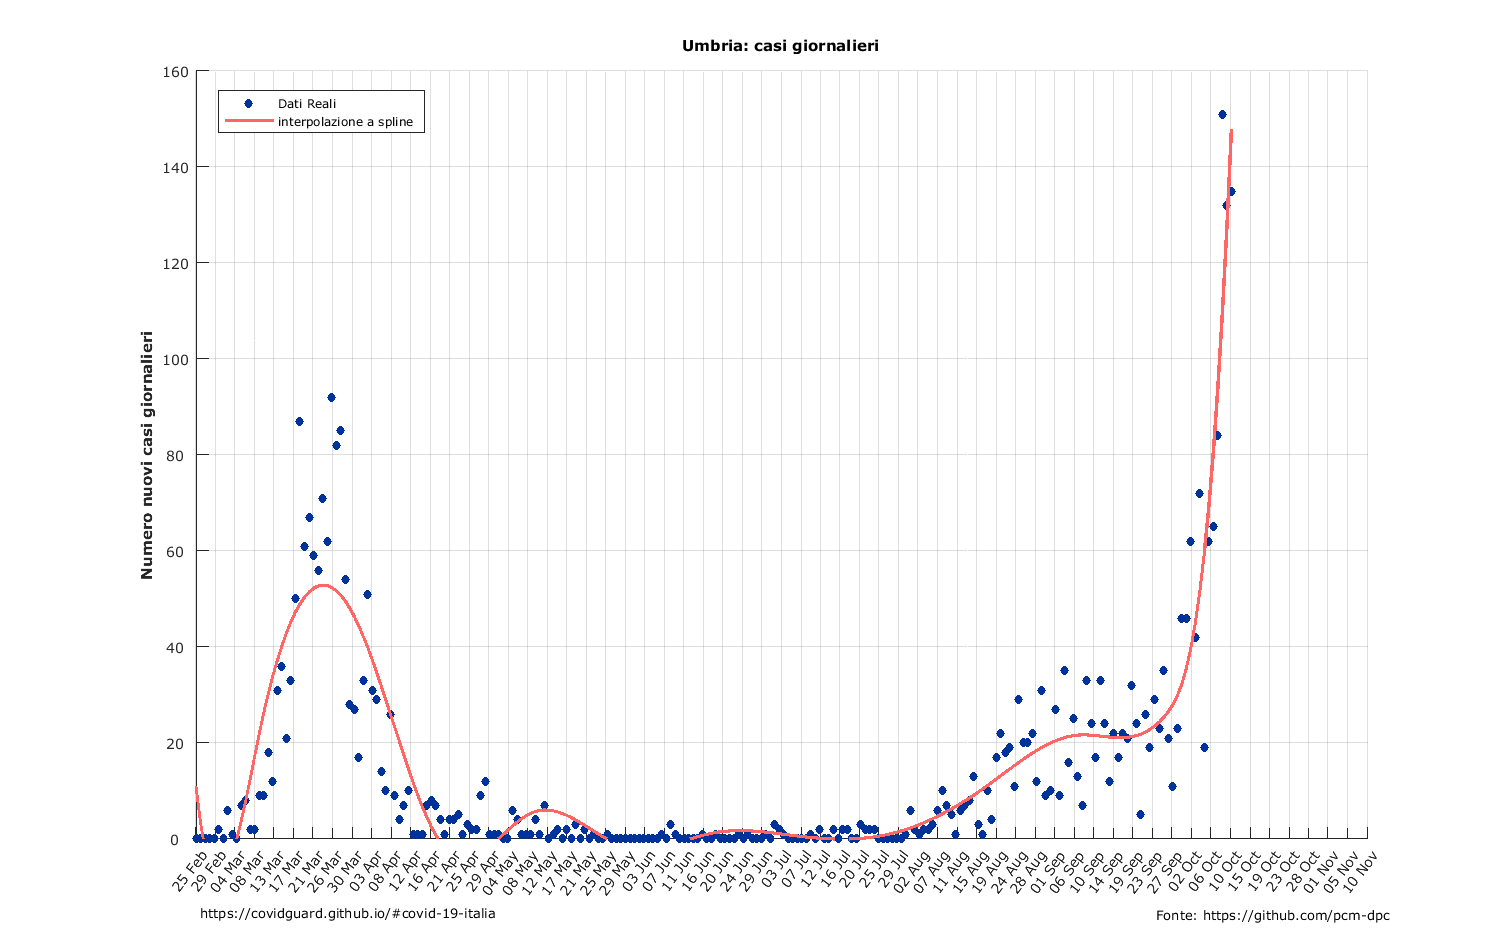 Umbria: casi giornalieri
Dati Reali
interpolazione a spline
Numero nuovi casi giornalieri
160
140
120
100
80
60
40
20
0
25 Feb
29 Feb
04 Mar
08 Mar
13 Mar
17 Mar
21 Mar
26 Mar
30 Mar
03 Apr
08 Apr
12 Apr
16 Apr
21 Apr
25 Apr
29 Apr
04 May
08 May
12 May
17 May
21 May
25 May
29 May
03 Jun
07 Jun
11 Jun
16 Jun
20 Jun
24 Jun
29 Jun
03 Jul
07 Jul
12 Jul
16 Jul
20 Jul
25 Jul
29 Jul
02 Aug
07 Aug
11 Aug
15 Aug
19 Aug
24 Aug
28 Aug
01 Sep
06 Sep
10 Sep
14 Sep
19 Sep
23 Sep
27 Sep
02 Oct
06 Oct
10 Oct
15 Oct
19 Oct
23 Oct
28 Oct
01 Nov
05 Nov
10 Nov
https://covidguard.github.io/#covid-19-italia
Fonte: https://github.com/pcm-dpc